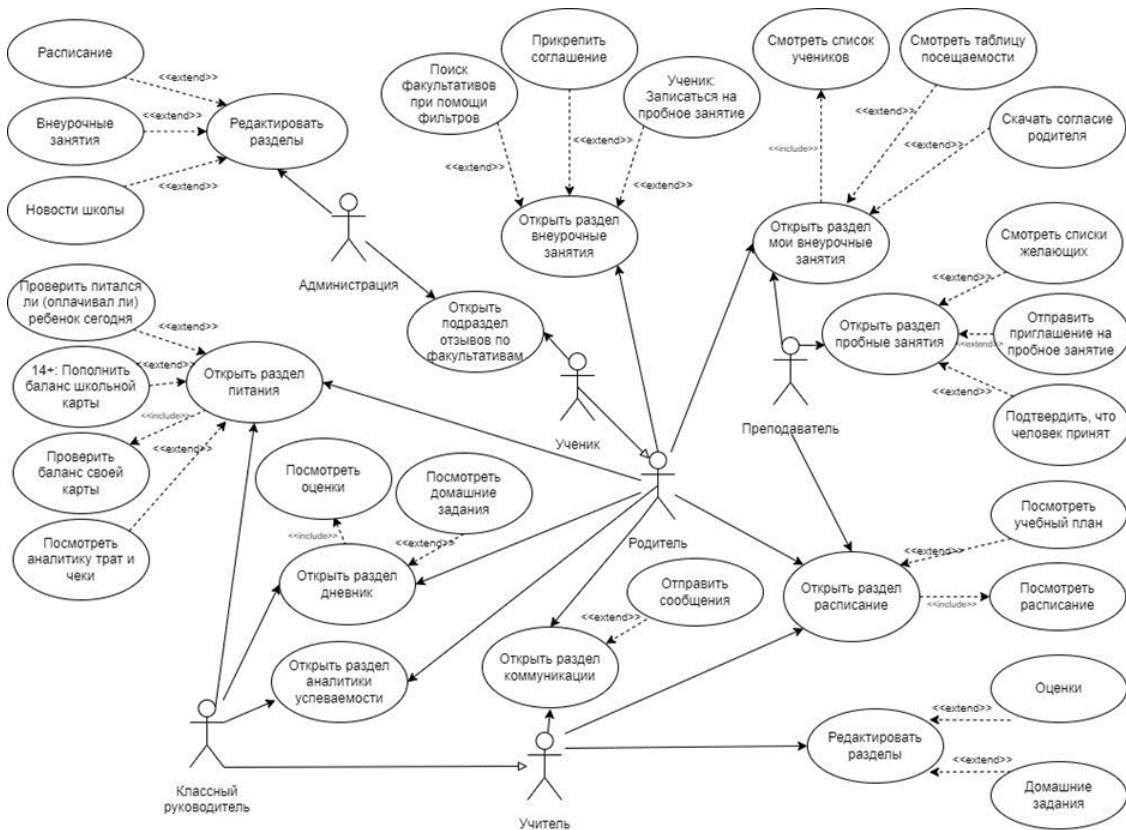 Расписание
<<extend>>
Внеурочные
занятия
<<extend>>
Новости школы
<<extend>>
Редактировать
разделы
Администрация
Поиск
факультативов
при помощи
фильтров
<<extend>>
Прикрепить
соглашение
<<extend>>
Ученик:
Записаться на
пробное занятие
<<extend>>
Открыть раздел
внеурочные
занятия
Смотреть список
учеников
<<include>>
Смотреть таблицу
посещаемости
<<extend>>
Скачать согласие
родителя
<<extend>>
Открыть раздел
мои внеурочные
занятия
Смотреть списки
желающих
<<extend>>
Отправить
приглашение на
пробное занятие
<<extend>>
Подтвердить, что
человек принят
<<extend>>
Открыть раздел
пробные занятия
Преподаватель
Открыть
подраздел
отзывов по
факультативам
Ученик
Проверить питался
ли (оплачивал ли)
ребенок сегодня
<<extend>>
14+: Пополнить
баланс школьной
карты
<<extend>>
Проверить
баланс своей
карты
<<include>>
Посмотреть
аналитику трат и
чеки
<<extend>>
Открыть раздел
питания
Посмотреть
оценки
<<include>>
Посмотреть
домашние
задания
<<extend>>
Открыть раздел
дневник
Родитель
Открыть раздел
аналитики
успеваемости
Отправить
сообщения
<<extend>>
Открыть раздел
коммуникации
Посмотреть
учебный план
<<extend>>
Посмотреть
расписание
<<include>>
Открыть раздел
расписание
Оценки
<<extend>>
Редактировать
разделы
<<extend>>
Домашние
задания
Классный
руководитель
Учитель